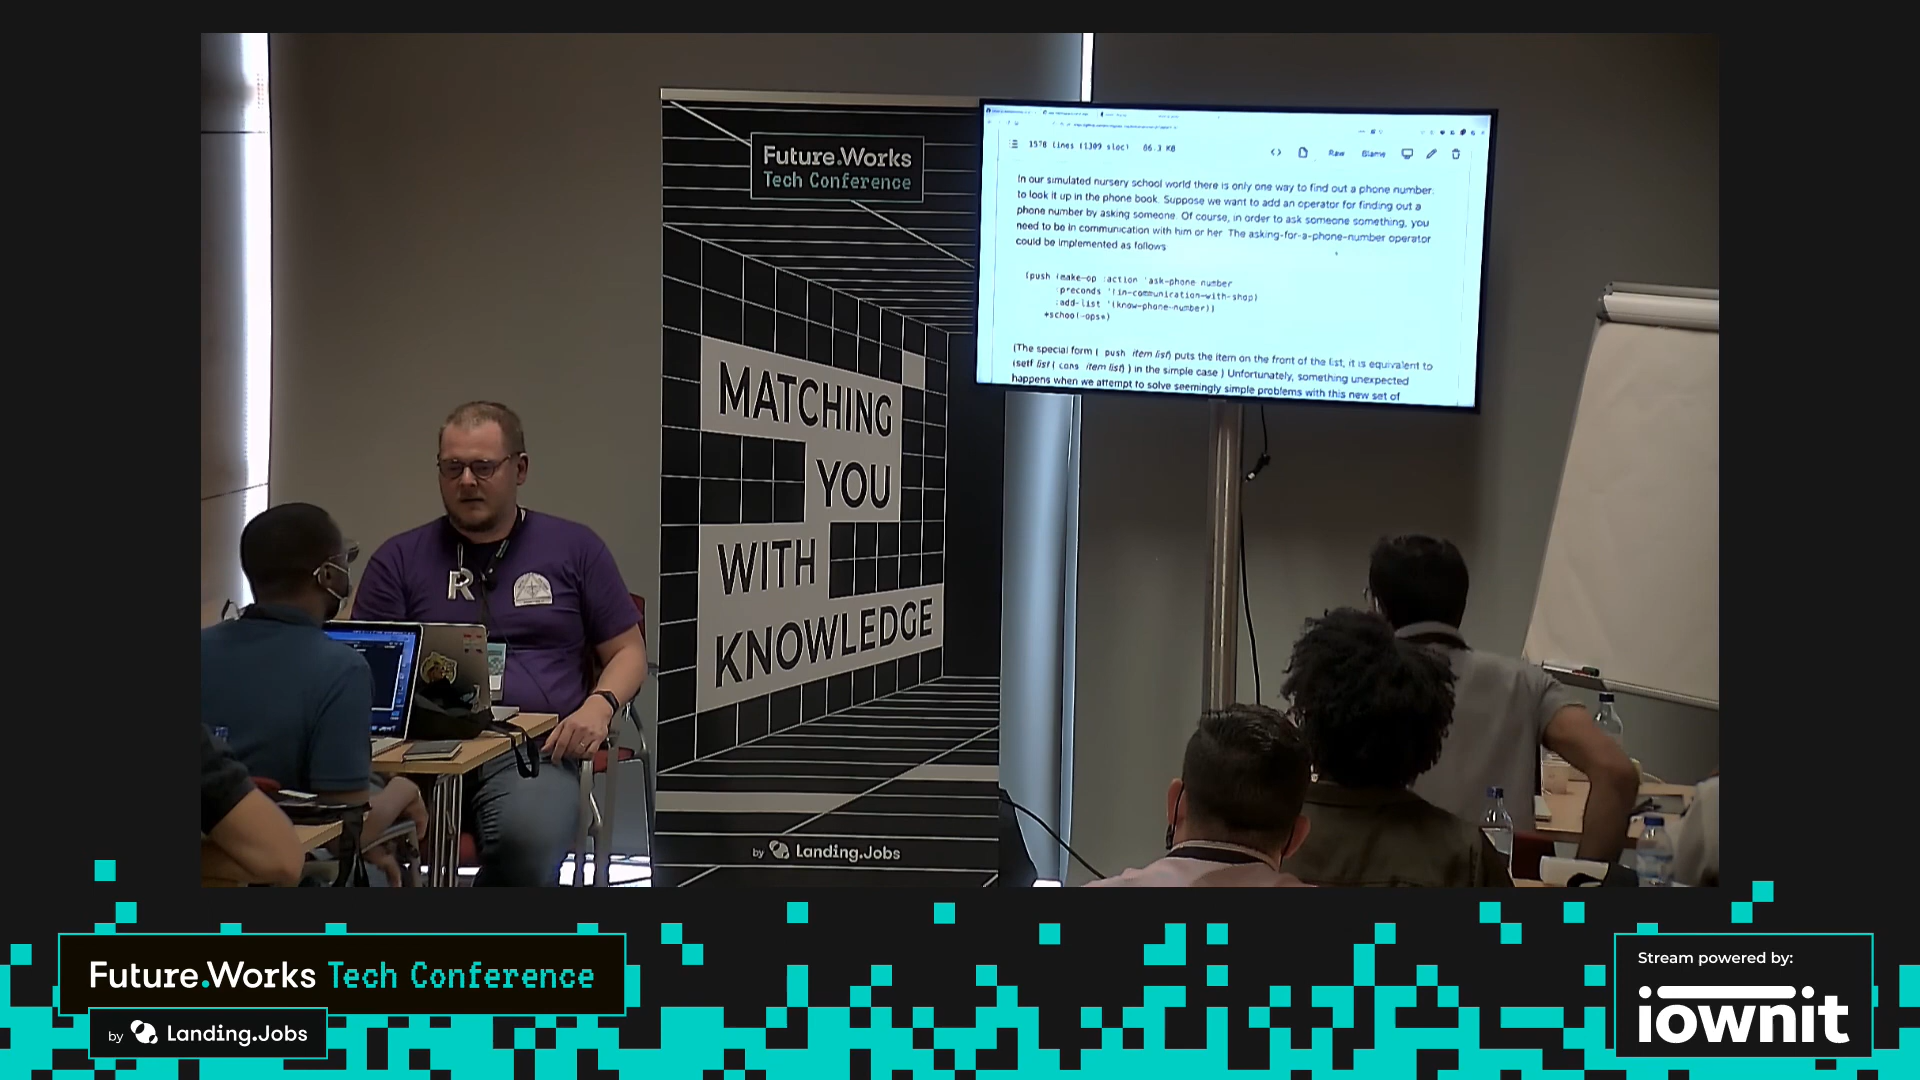 Future.Works
Tech Conference
MATCHING
YOU
WITH
KNOWLEDGE
by Landing.Jobs
1578 lines (1309 sloc) 66.3 KB
Raw Blame
In our simulated nursery school world there is only one way to find out a phone number:
to look it up in the phone book. Suppose we want to add an operator for finding out a
phone number by asking someone. Of course, in order to ask someone something, you
need to be in communication with him or her. The asking-for-a-phone-number operator
could be implemented as follows
(push (make-op :action 'ask-phone-number
:preconds '(in-communication-with-shop)
:add-list '(know-phone-number))
*school-ops*)
(The special form ( push item list) puts the item on the front of the list, it is equivalent to
(setf list ( cons item list) ) in the simple case ) Unfortunately, something unexpected
happens when we attempt to solve seemingly simple problems with this new set of
R
Future.Works Tech Conference
by Landing.Jobs
Stream powered by:
iownit